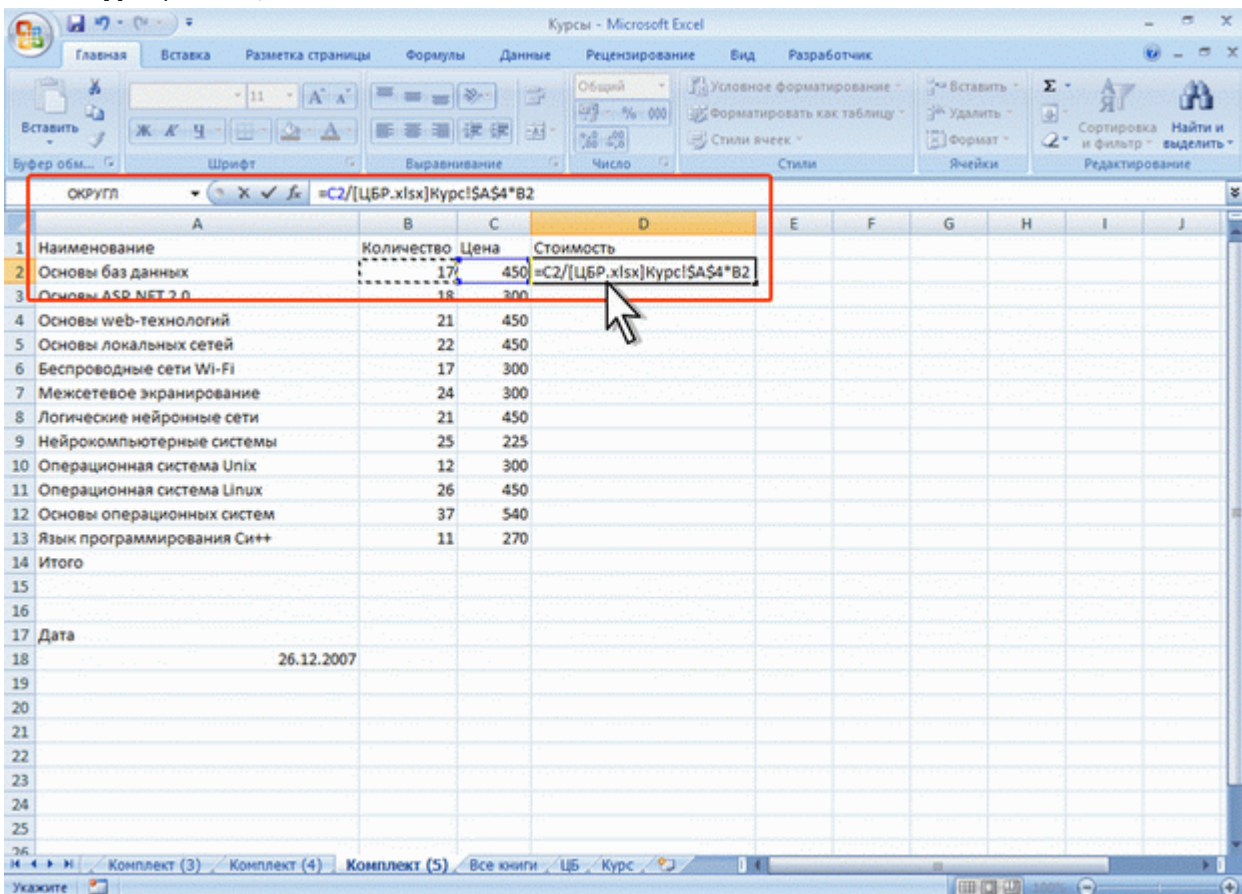 Курсы - Microsoft Excel
Главная Вставка Разметка страницы Формулы Данные Рецензирование Вид Разработчик
Вставить
11 А А
Ж К Ч А
Общий
% 000
Условное форматирование
Форматировать как таблицу
Стили ячеек
Вставить
Удалить
Формат
Σ
Сортировка и фильтр
Найти и выделить
Буфер обм... Шрифт Выравнивание Число Стили Ячейки Редактирование
ОКРУГЛ fx =C2/[ЦБР.xlsx]Курс!$A$4*B2
A B C D E F G H I J
1 Наименование Количество Цена Стоимость
2 Основы баз данных 17 450 =C2/[ЦБР.xlsx]Курс!$A$4*B2
3 Основы ASP.NET 2.0 18 300
4 Основы web-технологий 21 450
5 Основы локальных сетей 22 450
6 Беспроводные сети Wi-Fi 17 300
7 Межсетевое экранирование 24 300
8 Логические нейронные сети 21 450
9 Нейрокомпьютерные системы 25 225
10 Операционная система Unix 12 300
11 Операционная система Linux 26 450
12 Основы операционных систем 37 540
13 Язык программирования Си++ 11 270
14 Итого
15
16
17 Дата
18 26.12.2007
19
20
21
22
23
24
25
26
Комплект (3) Комплект (4) Комплект (5) Все книги ЦБ Курс
Укажите 100%